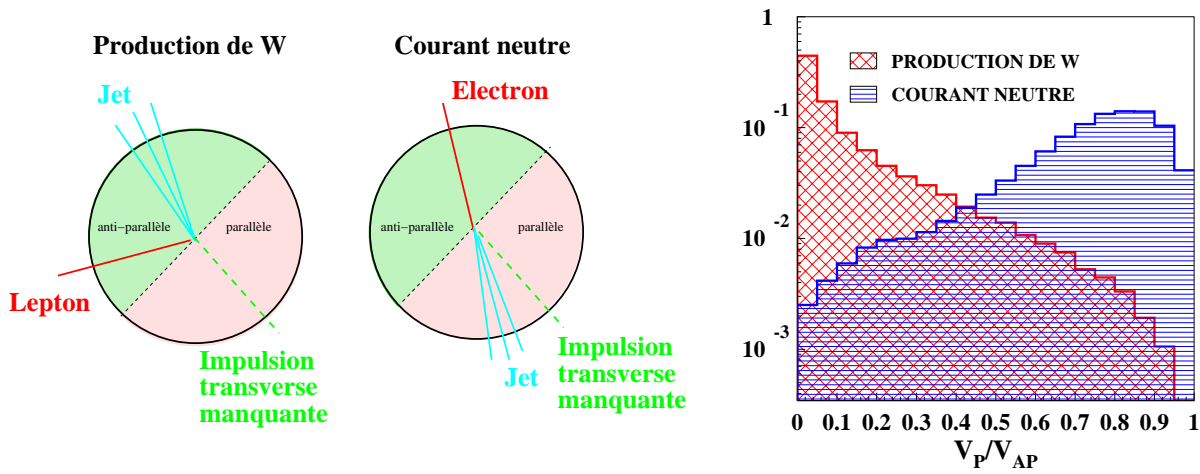 Production de W
Jet
anti-parallèle
parallèle
Lepton
Impulsion
transverse
manquante
Courant neutre
Electron
anti-parallèle
parallèle
Jet
Impulsion
transverse
manquante
1
10 -1
10 -2
10 -3
PRODUCTION DE W
COURANT NEUTRE
0 0.1 0.2 0.3 0.4 0.5 0.6 0.7 0.8 0.9 1
V_P/V_AP